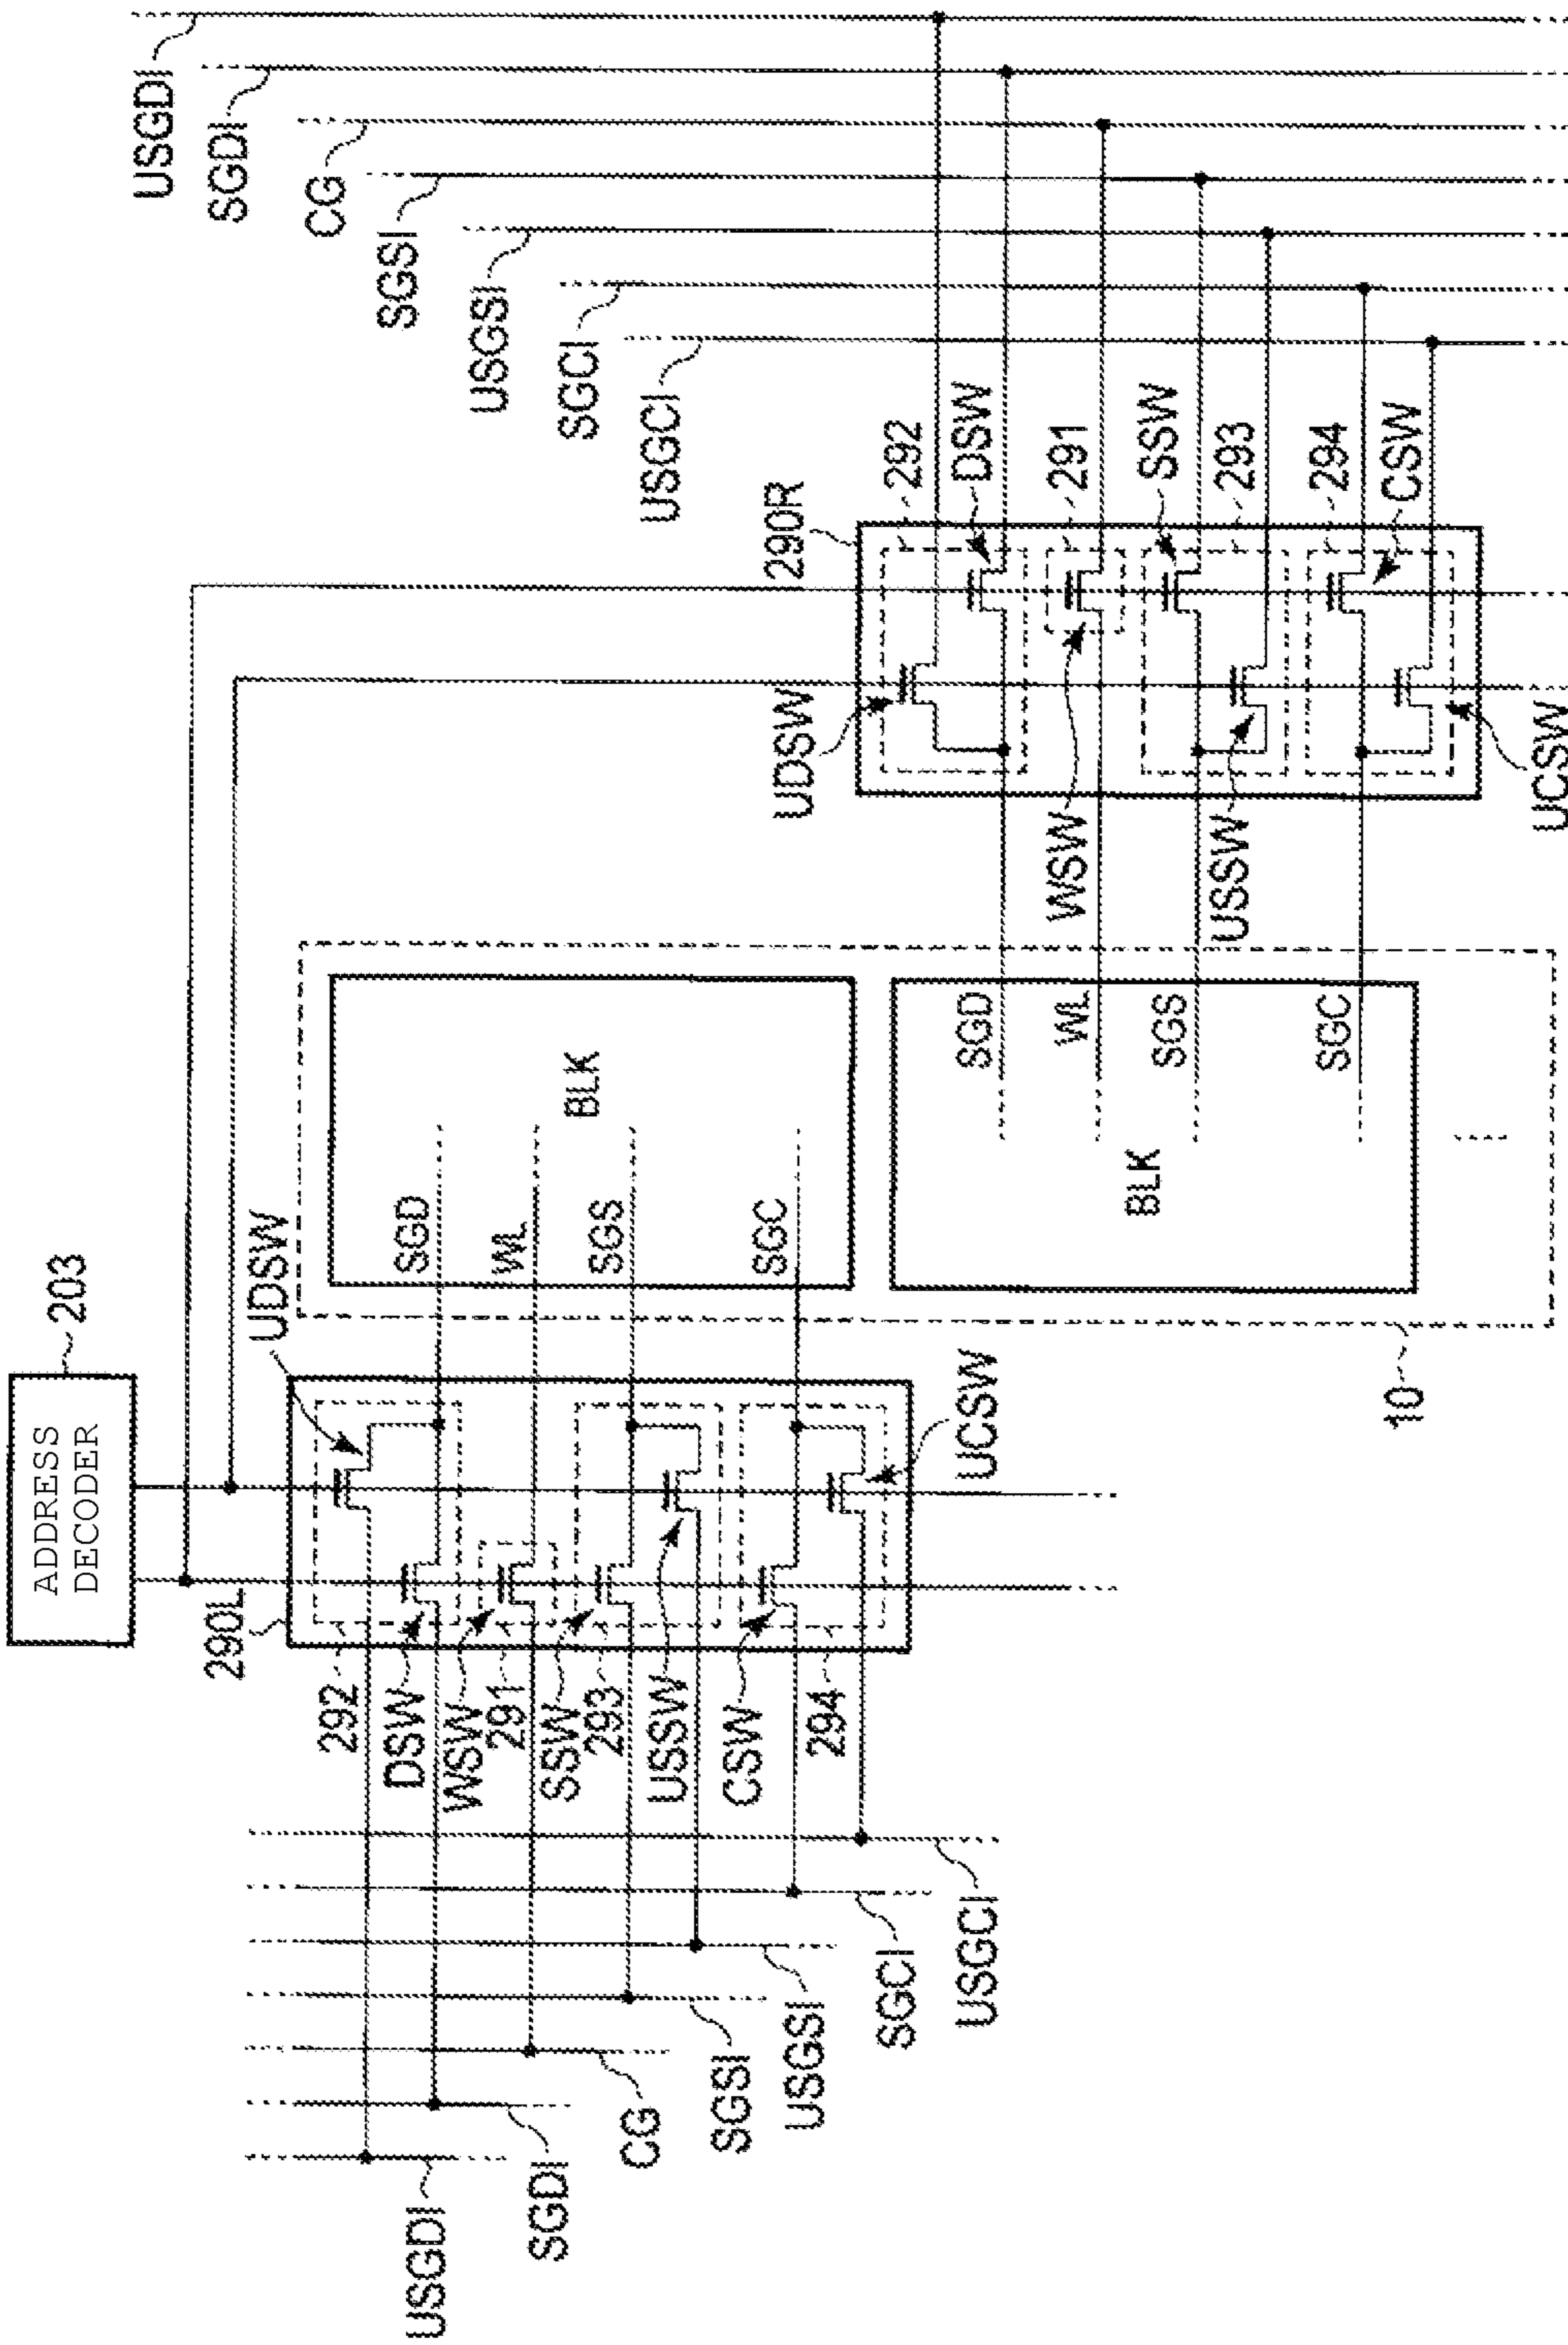 ADDRESS
DECODER
203
290L
292
DSW
WSW
291
SSW
293
USSW
CSW
294
UDSW
UCSW
USGDI
SGDI
CG
SGSI
USGSI
SGCI
USGCI
SGD
WL
SGS
SGC
BLK
BLK
SGD
WL
SGS
SGC
10
290R
292
DSW
291
SSW
293
294
CSW
UDSW
WSW
USSW
UCSW
USGDI
SGDI
CG
SGSI
USGSI
SGCI
USGCI